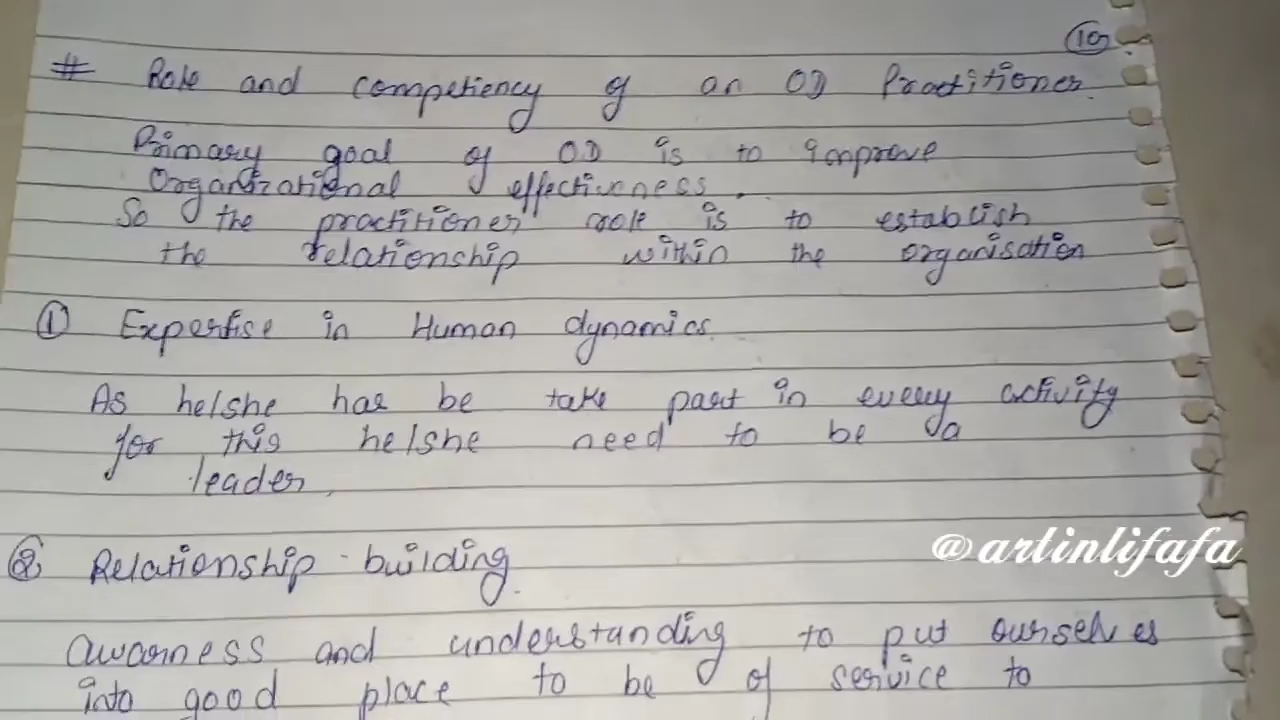 10
# Role and competiency of an OD Practitioner.
Primary goal of OD is to improve
Organizational effectiveness.
So the practitioner role is to establish
the relationship within the organisation
① Expertise in Human dynamics.
As he/she has be take part in every activity
for this he/she need to be a
leader.
@artinlifafa
② Relationship-building.
awarness and understanding to put ourselves
into good place to be of service to